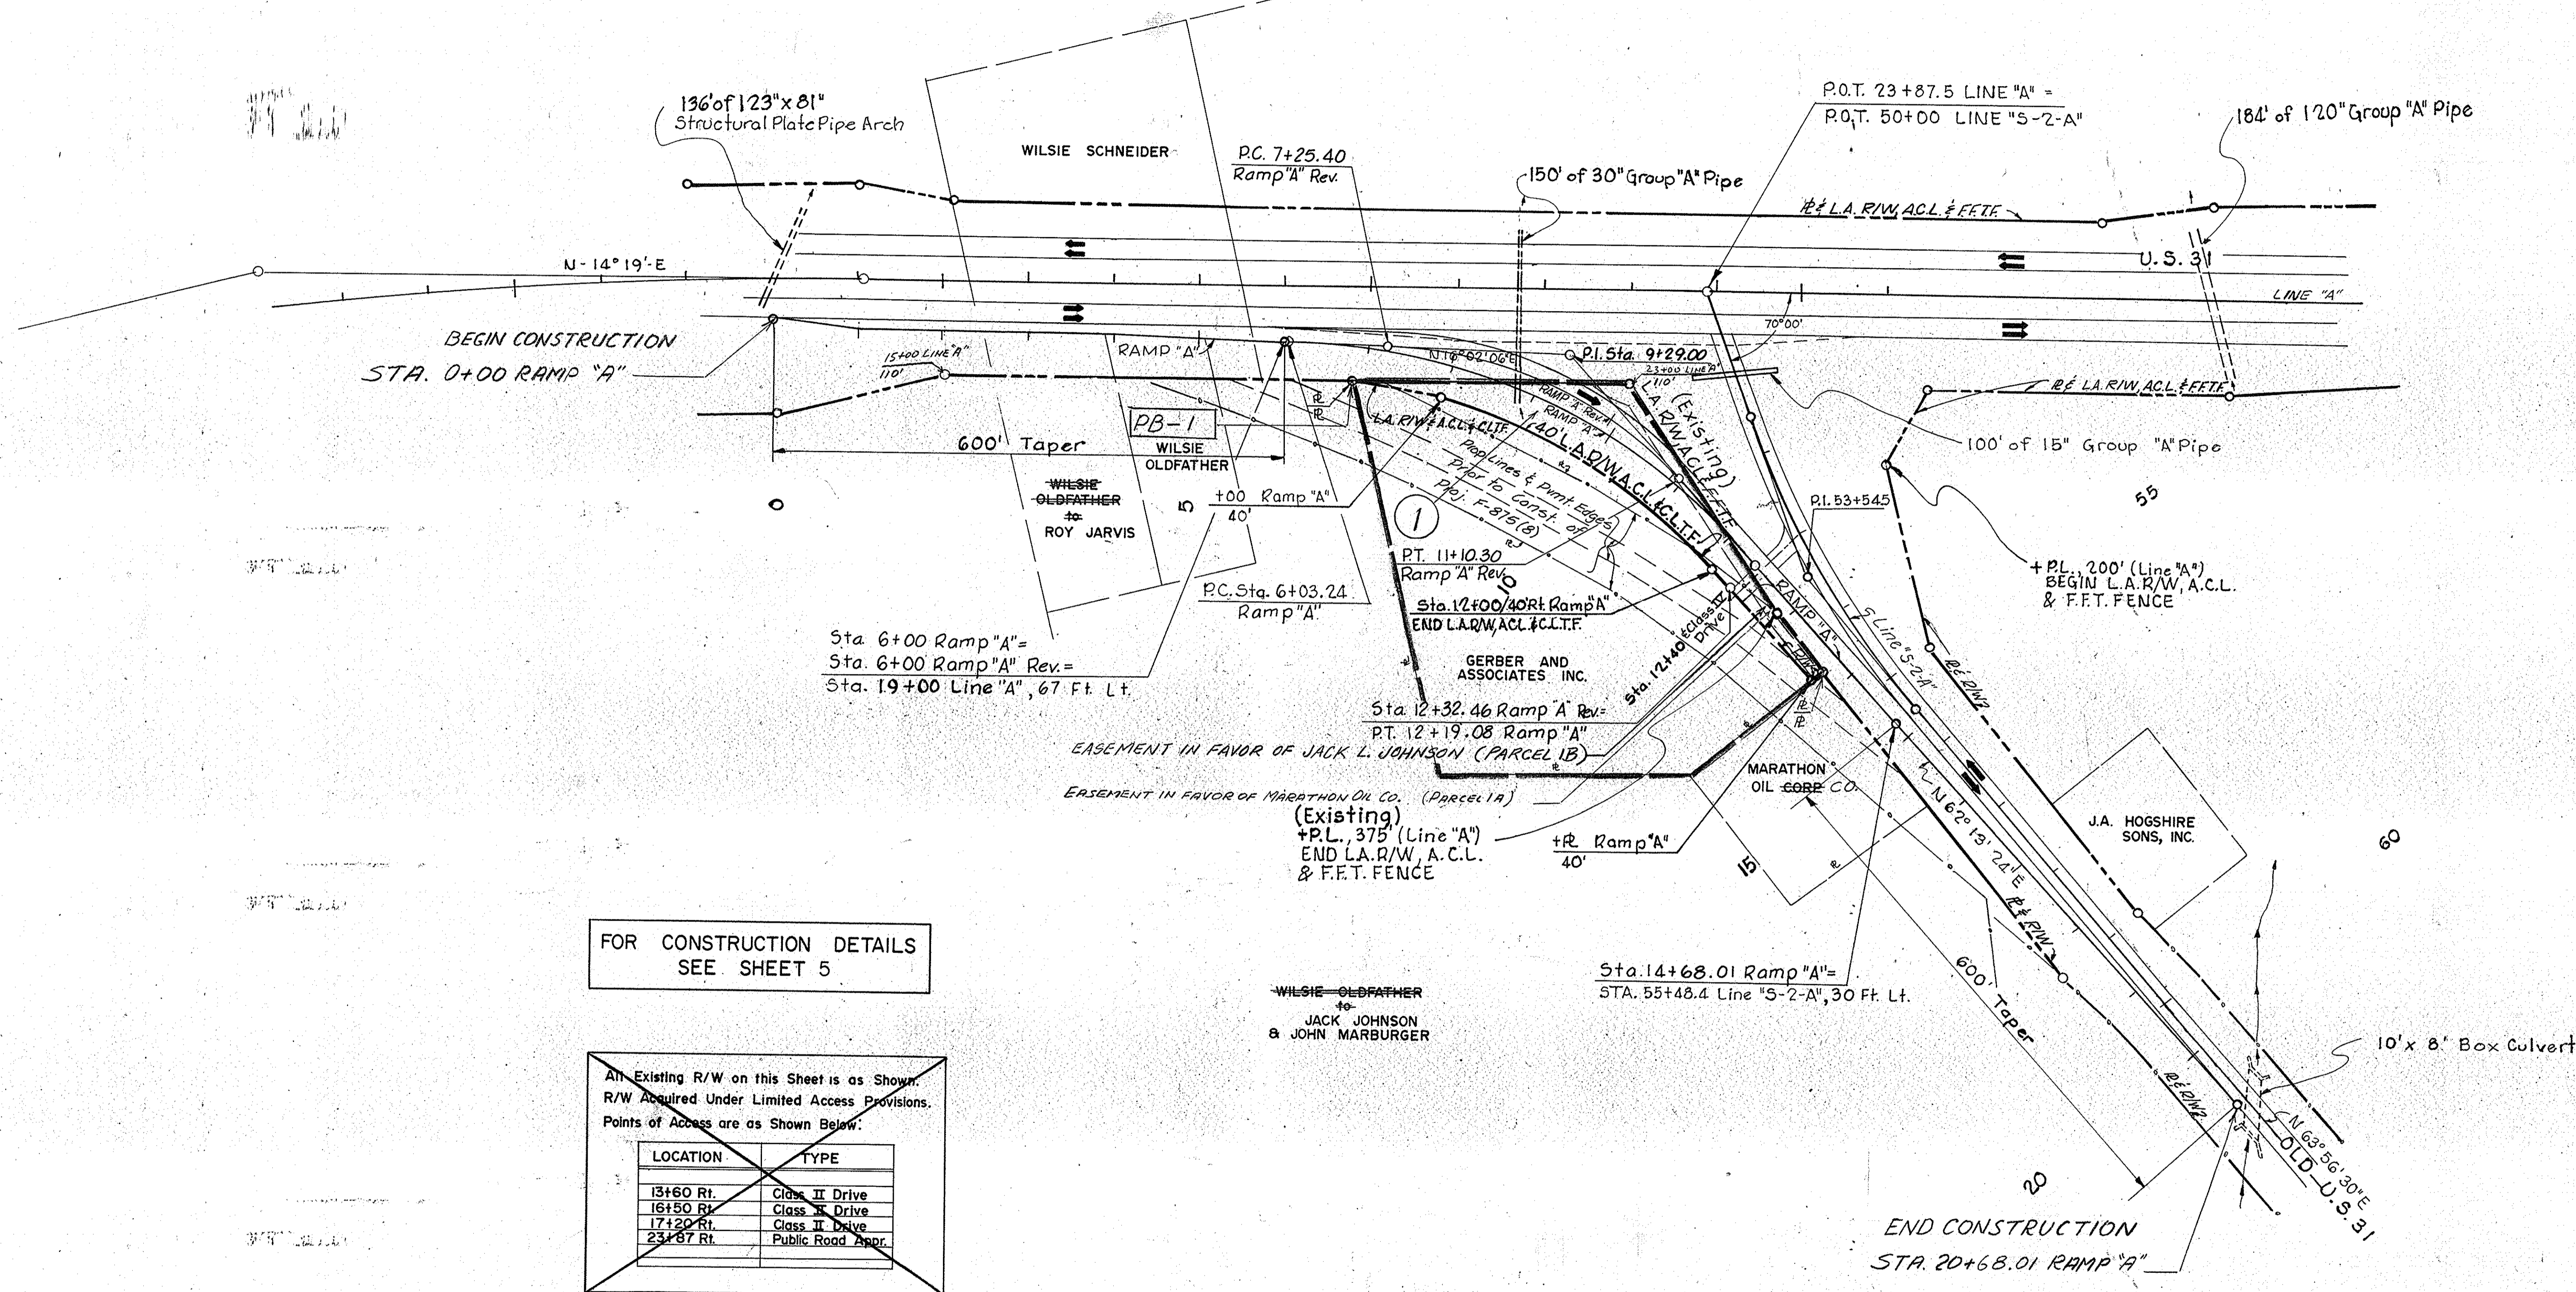 136' of 123" x 81"
Structural Plate Pipe Arch
WILSIE SCHNEIDER
P.C. 7+25.40
Ramp "A" Rev.
150' of 30" Group "A" Pipe
P.O.T. 23+87.5 LINE "A" =
P.O.T. 50+00 LINE "S-2-A"
184' of 120" Group "A" Pipe
℄ & L.A. R/W, A.C.L. & F.F.T.F.
N-14°19'-E
U.S. 31
LINE "A"
BEGIN CONSTRUCTION
STA. 0+00 RAMP "A"
15+00 LINE "A"
110'
RAMP "A"
N 16°02'06"E
P.I. Sta. 9+29.00
70°00'
23+00 LINE "A"
110'
℄ & L.A. R/W, A.C.L. & F.F.T.F.
600' Taper
PB-1
WILSIE
OLDFATHER
℄
℄
L.A. R/W & A.C.L. & C.L.T.F.
RAMP "A" Rev.
RAMP "A"
40' L.A. R/W, A.C.L. & C.L.T.F.
(Existing)
L.A. R/W, A.C.L. & F.F.T.F.
Prop Lines & Pvmt. Edges
Prior to Const. of
Proj. F-875(8)
100' of 15" Group "A" Pipe
WILSIE
OLDFATHER
to
ROY JARVIS
0
5
+00 Ramp "A"
40'
1
P.I. 53+54.5
55
P.T. 11+10.30
Ramp "A" Rev.
10
P.C. Sta. 6+03.24
Ramp "A"
Sta. 12+00/40' Rt. Ramp "A"
END L.A. R/W, A.C.L. & C.L.T.F.
+P.L., 200' (Line "A")
BEGIN L.A. R/W, A.C.L.
& F.F.T. FENCE
Sta 6+00 Ramp "A" =
Sta. 6+00 Ramp "A" Rev. =
Sta. 19+00 Line "A", 67 Ft. Lt.
GERBER AND
ASSOCIATES INC.
Sta. 12+40 & Class IV
Drive
RAMP "A"
℄ Line "S-2-A"
℄ & R/W
Sta 12+32.46 Ramp "A" Rev. =
P.T. 12+19.08 Ramp "A"
℄
℄
EASEMENT IN FAVOR OF JACK L. JOHNSON (PARCEL 1B)
EASEMENT IN FAVOR OF MARATHON OIL CO. (PARCEL 1A)
MARATHON
OIL CORP CO.
(Existing)
+P.L., 375' (Line "A")
END L.A. R/W, A.C.L.
& F.F.T. FENCE
+℄ Ramp "A"
40'
15
N 62° 13' 24" E
J.A. HOGSHIRE
SONS, INC.
60
℄ & R/W
FOR CONSTRUCTION DETAILS
SEE SHEET 5
WILSIE OLDFATHER
to
JACK JOHNSON
& JOHN MARBURGER
Sta. 14+68.01 Ramp "A" =
STA. 55+48.4 Line "S-2-A", 30 Ft. Lt.
600' Taper
10' x 8' Box Culvert
℄ & R/W
All Existing R/W on this Sheet is as Shown.
R/W Acquired Under Limited Access Provisions.
Points of Access are as Shown Below:
LOCATION TYPE
13+60 Rt. Class II Drive
16+50 Rt. Class II Drive
17+20 Rt. Class II Drive
23+87 Rt. Public Road Appr.
N 63° 56' 30" E
OLD U.S. 31
20
END CONSTRUCTION
STA. 20+68.01 RAMP "A"